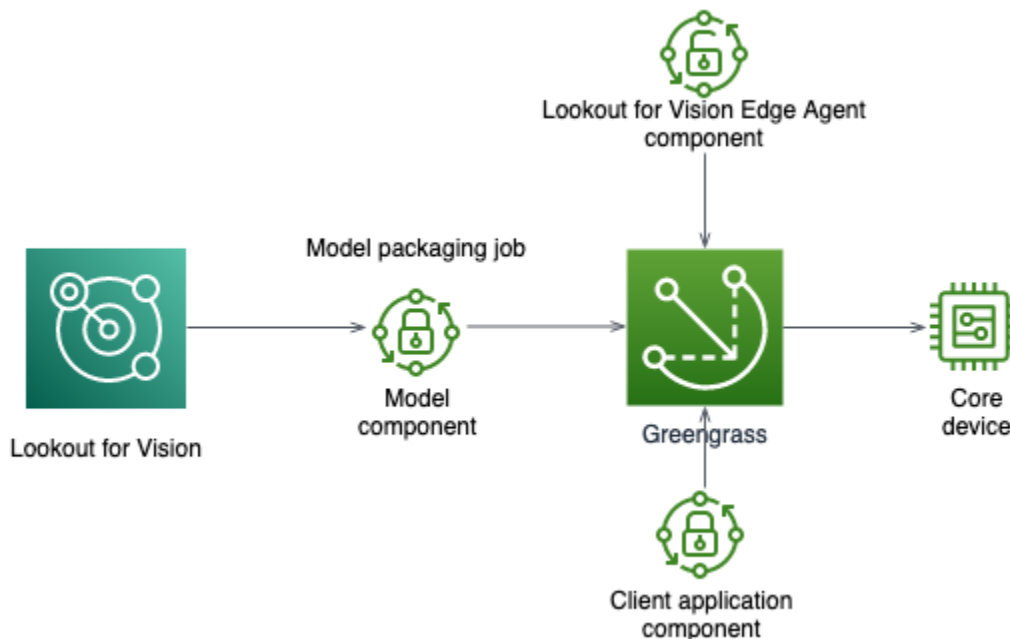 Lookout for Vision Edge Agent
component
Model packaging job
Model
component
Lookout for Vision
Greengrass
Core
device
Client application
component